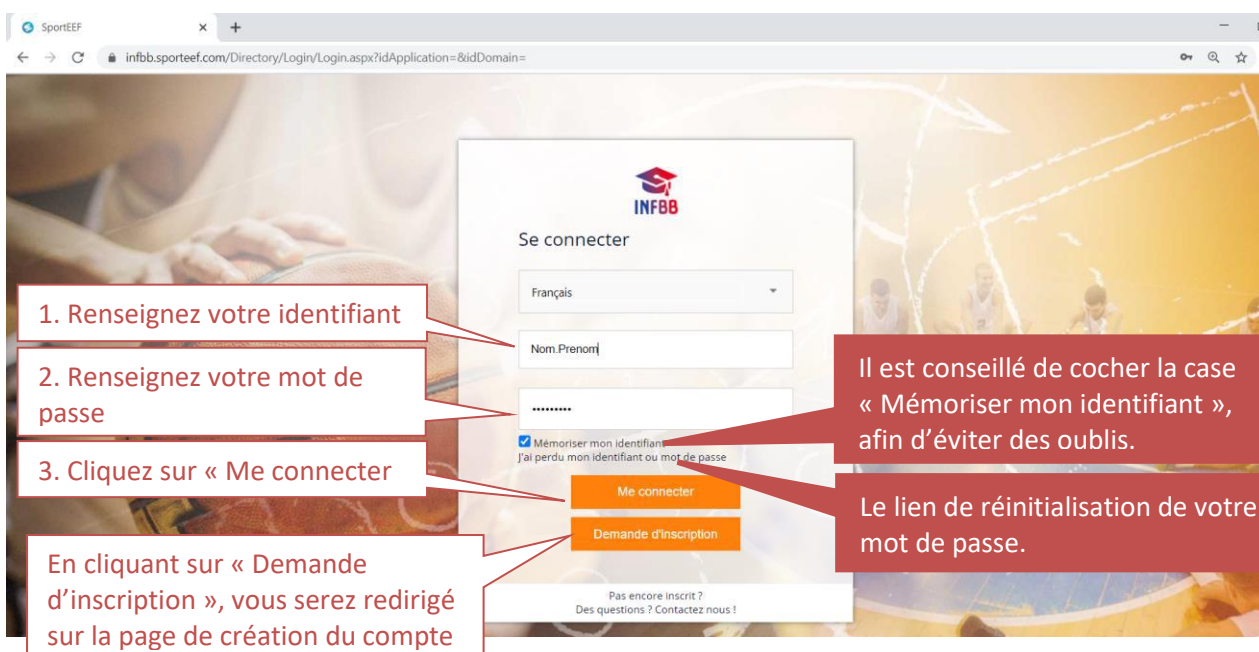 SportEEF
infbb.sporteef.com/Directory/Login/Login.aspx?idApplication=&idDomain=
INFBB
Se connecter
Français
1. Renseignez votre identifiant
Nom.Prenom
2. Renseignez votre mot de
passe
•••••••••
Il est conseillé de cocher la case
« Mémoriser mon identifiant »,
afin d’éviter des oublis.
Mémoriser mon identifiant
J'ai perdu mon identifiant ou mot de passe
3. Cliquez sur « Me connecter
Me connecter
Le lien de réinitialisation de votre
mot de passe.
Demande d'inscription
En cliquant sur « Demande
d’inscription », vous serez redirigé
sur la page de création du compte
Pas encore inscrit ?
Des questions ? Contactez nous !